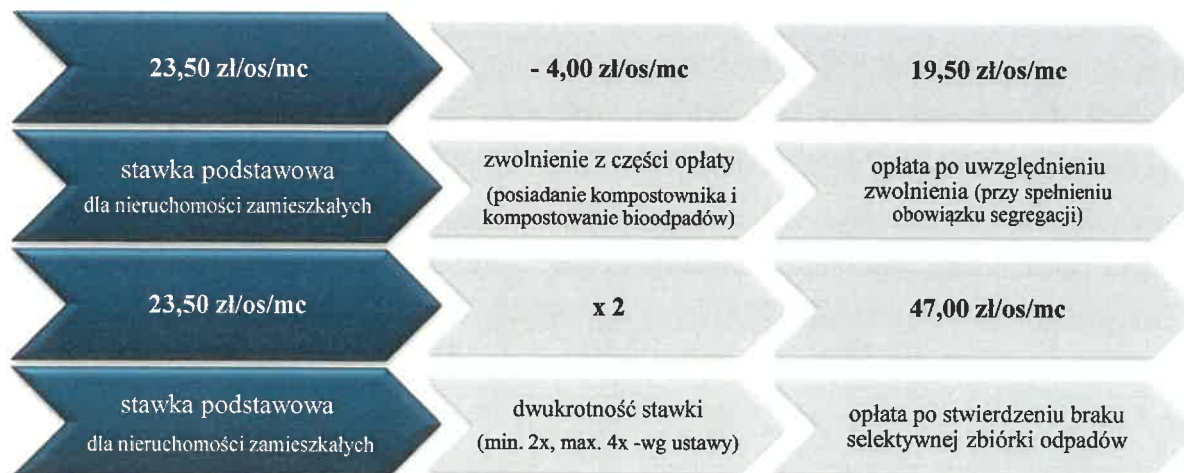 23,50 zł/os/mc
- 4,00 zł/os/mc
19,50 zł/os/mc
stawka podstawowa
dla nieruchomości zamieszkałych
zwolnienie z części opłaty
(posiadanie kompostownika i
kompostowanie bioodpadów)
opłata po uwzględnieniu
zwolnienia (przy spełnieniu
obowiązku segregacji)
23,50 zł/os/mc
x 2
47,00 zł/os/mc
stawka podstawowa
dla nieruchomości zamieszkałych
dwukrotność stawki
(min. 2x, max. 4x -wg ustawy)
opłata po stwierdzeniu braku
selektywnej zbiórki odpadów